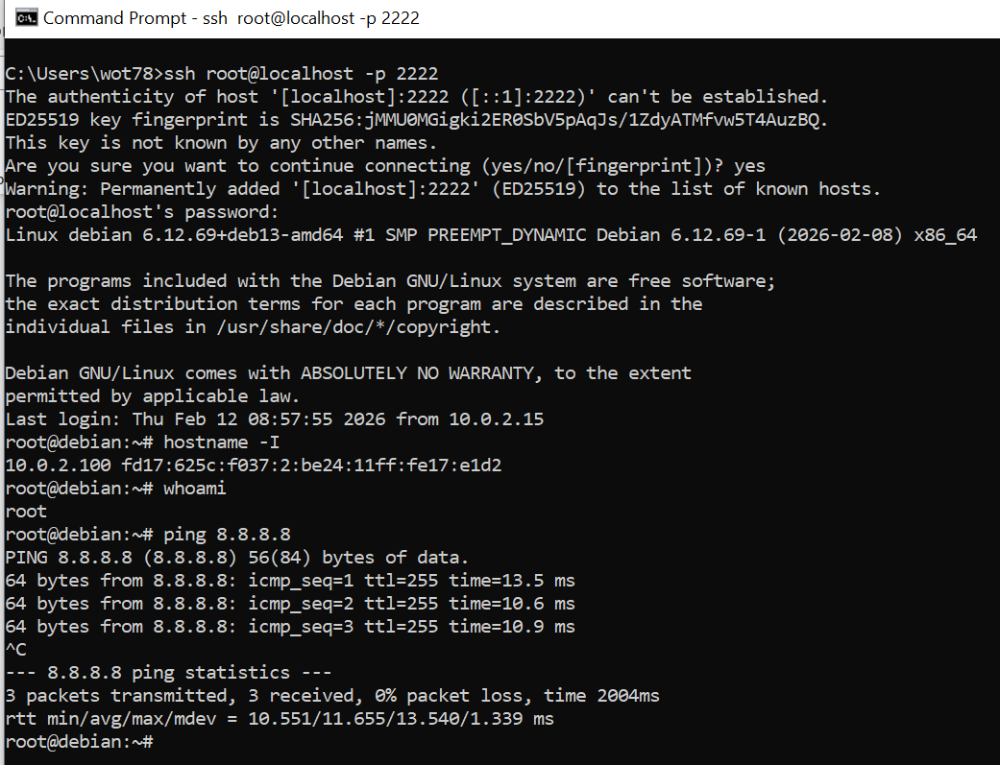 Command Prompt - ssh  root@localhost -p 2222
C:\Users\wot78>ssh root@localhost -p 2222
The authenticity of host '[localhost]:2222 ([::1]:2222)' can't be established.
ED25519 key fingerprint is SHA256:jMMU0MGigki2ER0SbV5pAqJs/1ZdyATMfvw5T4AuzBQ.
This key is not known by any other names.
Are you sure you want to continue connecting (yes/no/[fingerprint])? yes
Warning: Permanently added '[localhost]:2222' (ED25519) to the list of known hosts.
root@localhost's password:
Linux debian 6.12.69+deb13-amd64 #1 SMP PREEMPT_DYNAMIC Debian 6.12.69-1 (2026-02-08) x86_64
The programs included with the Debian GNU/Linux system are free software;
the exact distribution terms for each program are described in the
individual files in /usr/share/doc/*/copyright.
Debian GNU/Linux comes with ABSOLUTELY NO WARRANTY, to the extent
permitted by applicable law.
Last login: Thu Feb 12 08:57:55 2026 from 10.0.2.15
root@debian:~# hostname -I
10.0.2.100 fd17:625c:f037:2:be24:11ff:fe17:e1d2
root@debian:~# whoami
root
root@debian:~# ping 8.8.8.8
PING 8.8.8.8 (8.8.8.8) 56(84) bytes of data.
64 bytes from 8.8.8.8: icmp_seq=1 ttl=255 time=13.5 ms
64 bytes from 8.8.8.8: icmp_seq=2 ttl=255 time=10.6 ms
64 bytes from 8.8.8.8: icmp_seq=3 ttl=255 time=10.9 ms
^C
--- 8.8.8.8 ping statistics ---
3 packets transmitted, 3 received, 0% packet loss, time 2004ms
rtt min/avg/max/mdev = 10.551/11.655/13.540/1.339 ms
root@debian:~#